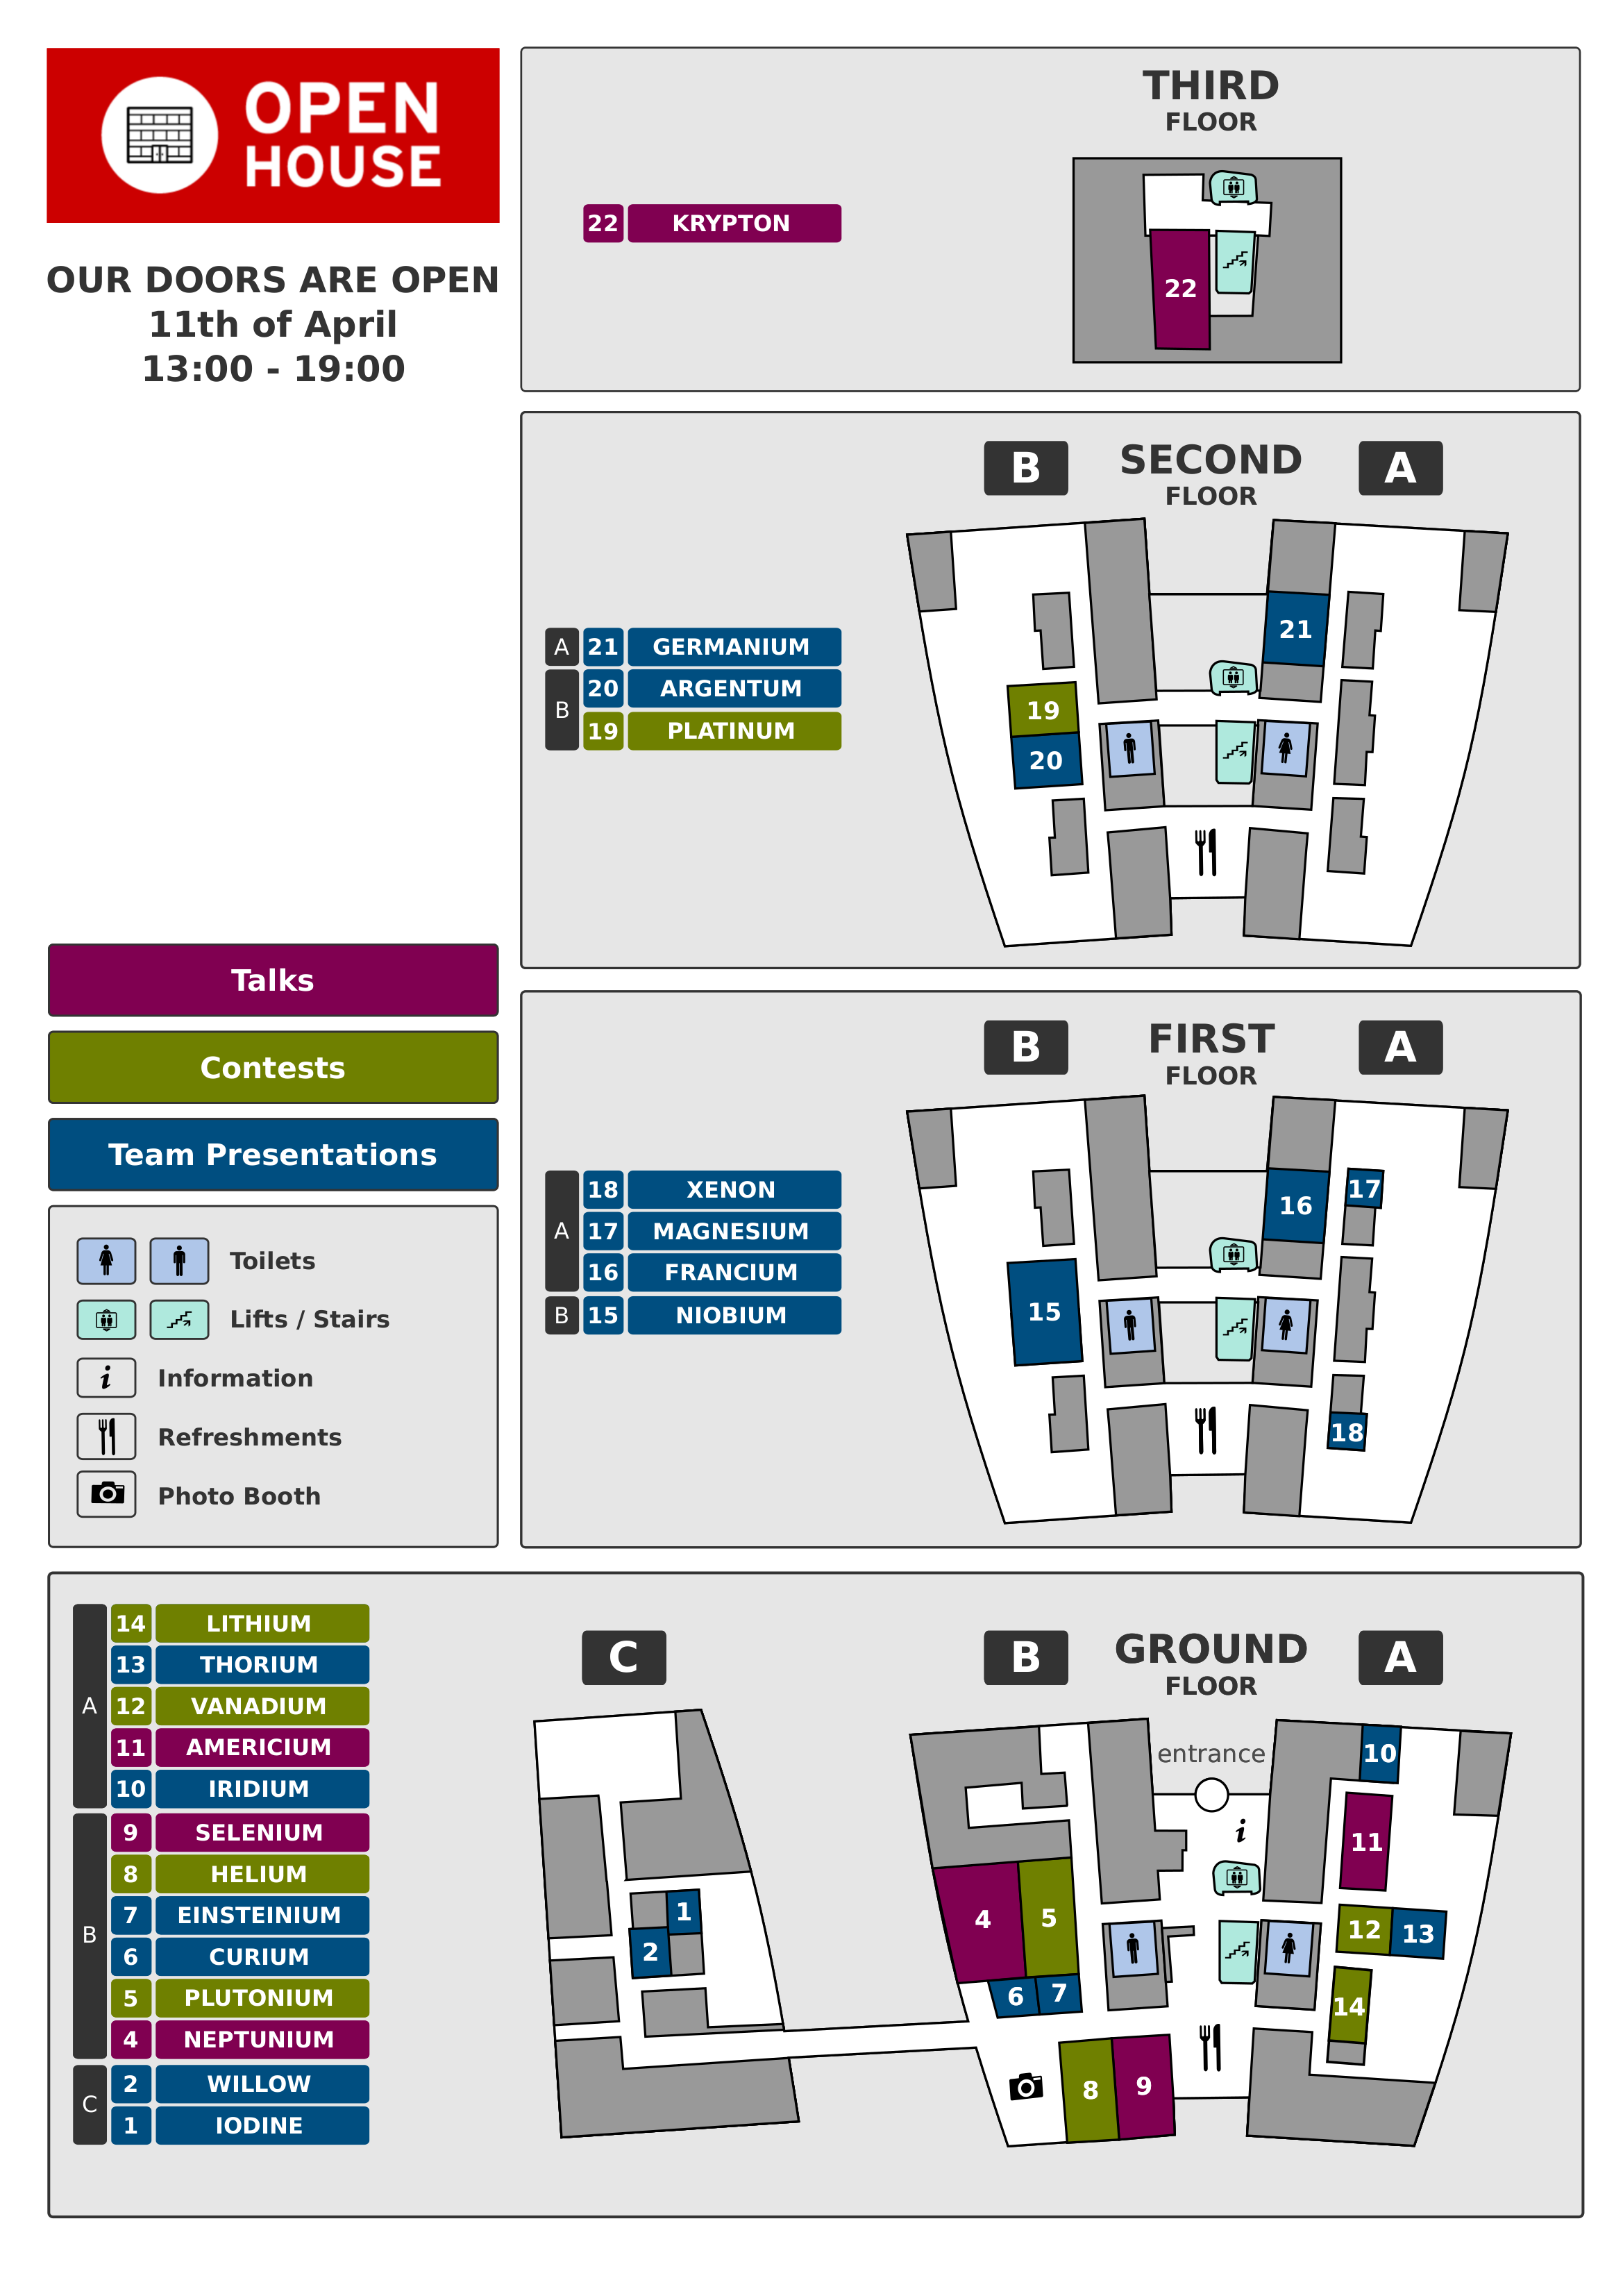 OPEN
HOUSE
OUR DOORS ARE OPEN
11th of April
13:00 - 19:00
THIRD
FLOOR
22 KRYPTON
22
B
SECOND
FLOOR
A
A
21 GERMANIUM
B
20 ARGENTUM
19 PLATINUM
21
19
20
Talks
Contests
Team Presentations
Toilets
Lifts / Stairs
i Information
Refreshments
Photo Booth
B
FIRST
FLOOR
A
A
18 XENON
17 MAGNESIUM
16 FRANCIUM
B
15 NIOBIUM
17
16
15
18
A
14 LITHIUM
13 THORIUM
12 VANADIUM
11 AMERICIUM
10 IRIDIUM
B
9 SELENIUM
8 HELIUM
7 EINSTEINIUM
6 CURIUM
5 PLUTONIUM
4 NEPTUNIUM
C
2 WILLOW
1 IODINE
C
B
GROUND
FLOOR
A
entrance
10
i
11
1
2
4
5
12
13
6
7
14
8
9